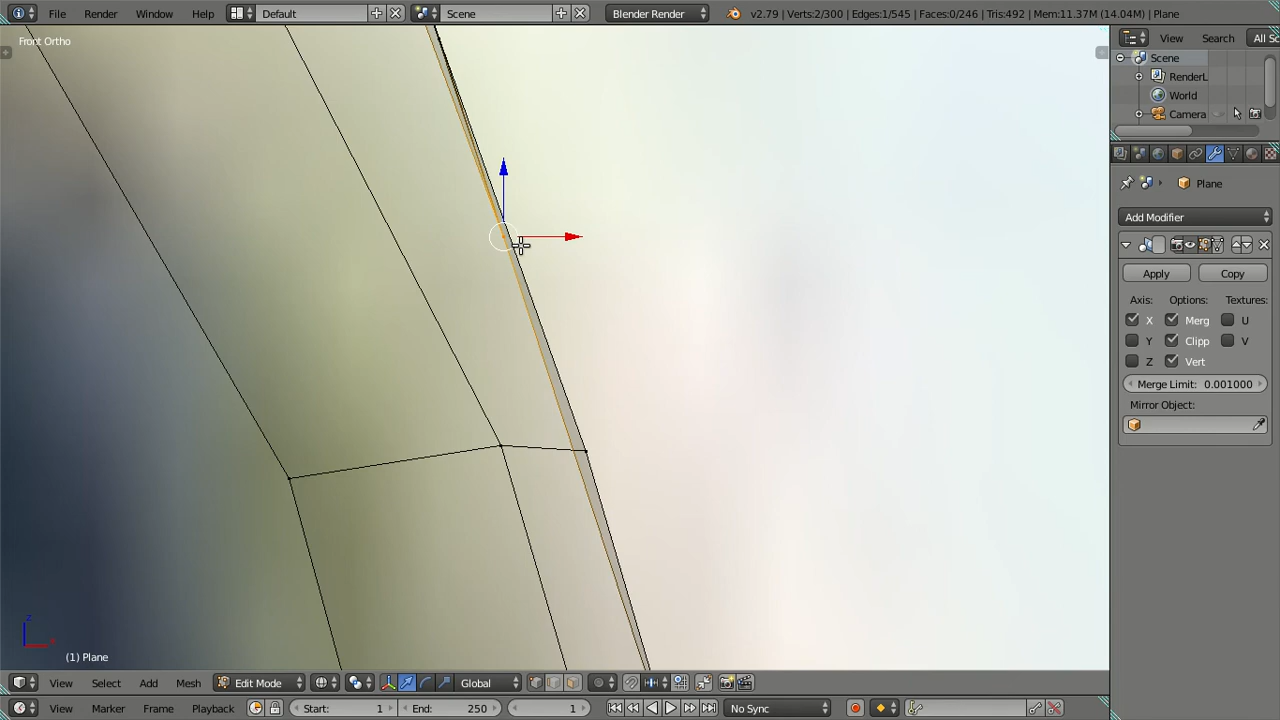 File Render Window Help Default Scene Blender Render v2.79 | Verts:2/300 | Edges:1/545 | Faces:0/246 | Tris:492 | Mem:11.37M (14.04M) | Plane
Front Ortho
View Search All Sc
Scene
RenderL
World
Camera
Plane
Add Modifier
Apply Copy
Axis: Options: Textures:
X Merg U
Y Clipp V
Z Vert
Merge Limit: 0.001000
Mirror Object:
z
x
(1) Plane
View Select Add Mesh Edit Mode Global
View Marker Frame Playback Start: 1 End: 250 1 No Sync